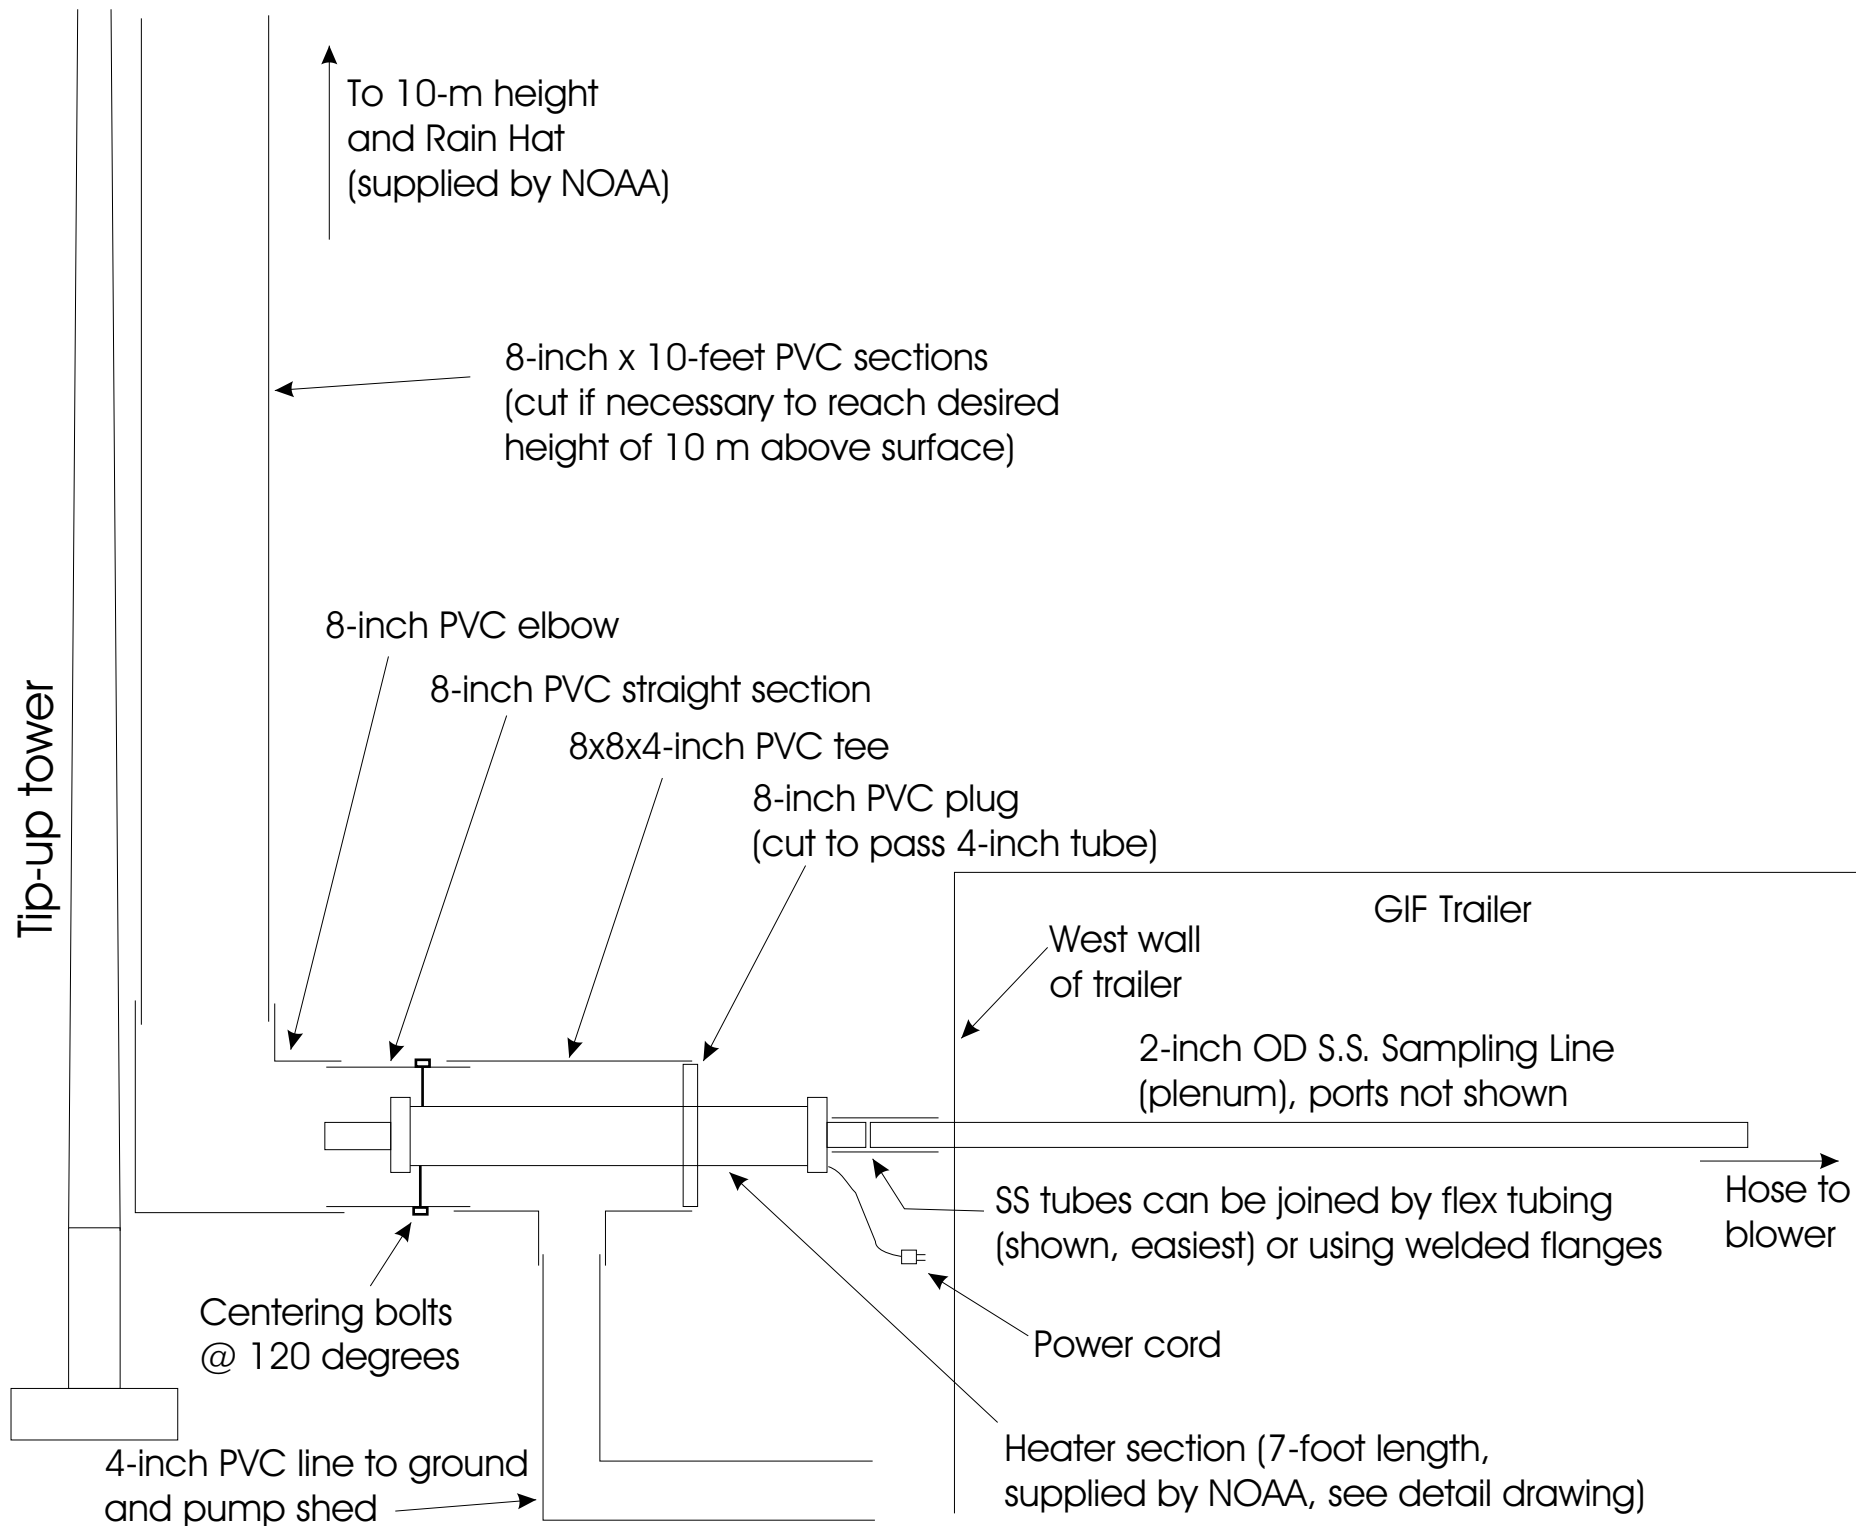 To 10-m height
and Rain Hat
(supplied by NOAA)
8-inch x 10-feet PVC sections
(cut if necessary to reach desired
height of 10 m above surface)
8-inch PVC elbow
8-inch PVC straight section
8x8x4-inch PVC tee
8-inch PVC plug
(cut to pass 4-inch tube)
Tip-up tower
GIF Trailer
West wall
of trailer
2-inch OD S.S. Sampling Line
(plenum), ports not shown
SS tubes can be joined by flex tubing
(shown, easiest) or using welded flanges
Hose to
blower
Centering bolts
@ 120 degrees
Power cord
Heater section (7-foot length,
supplied by NOAA, see detail drawing)
4-inch PVC line to ground
and pump shed